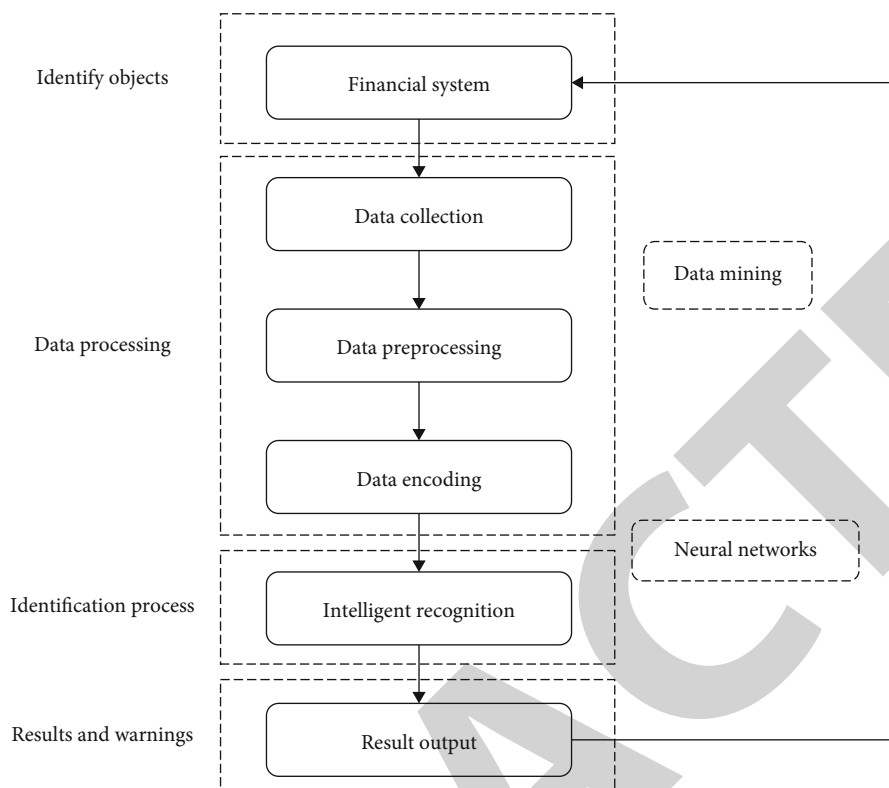 Identify objects
Financial system
Data collection
Data mining
Data processing
Data preprocessing
Data encoding
Neural networks
Identification process
Intelligent recognition
Results and warnings
Result output